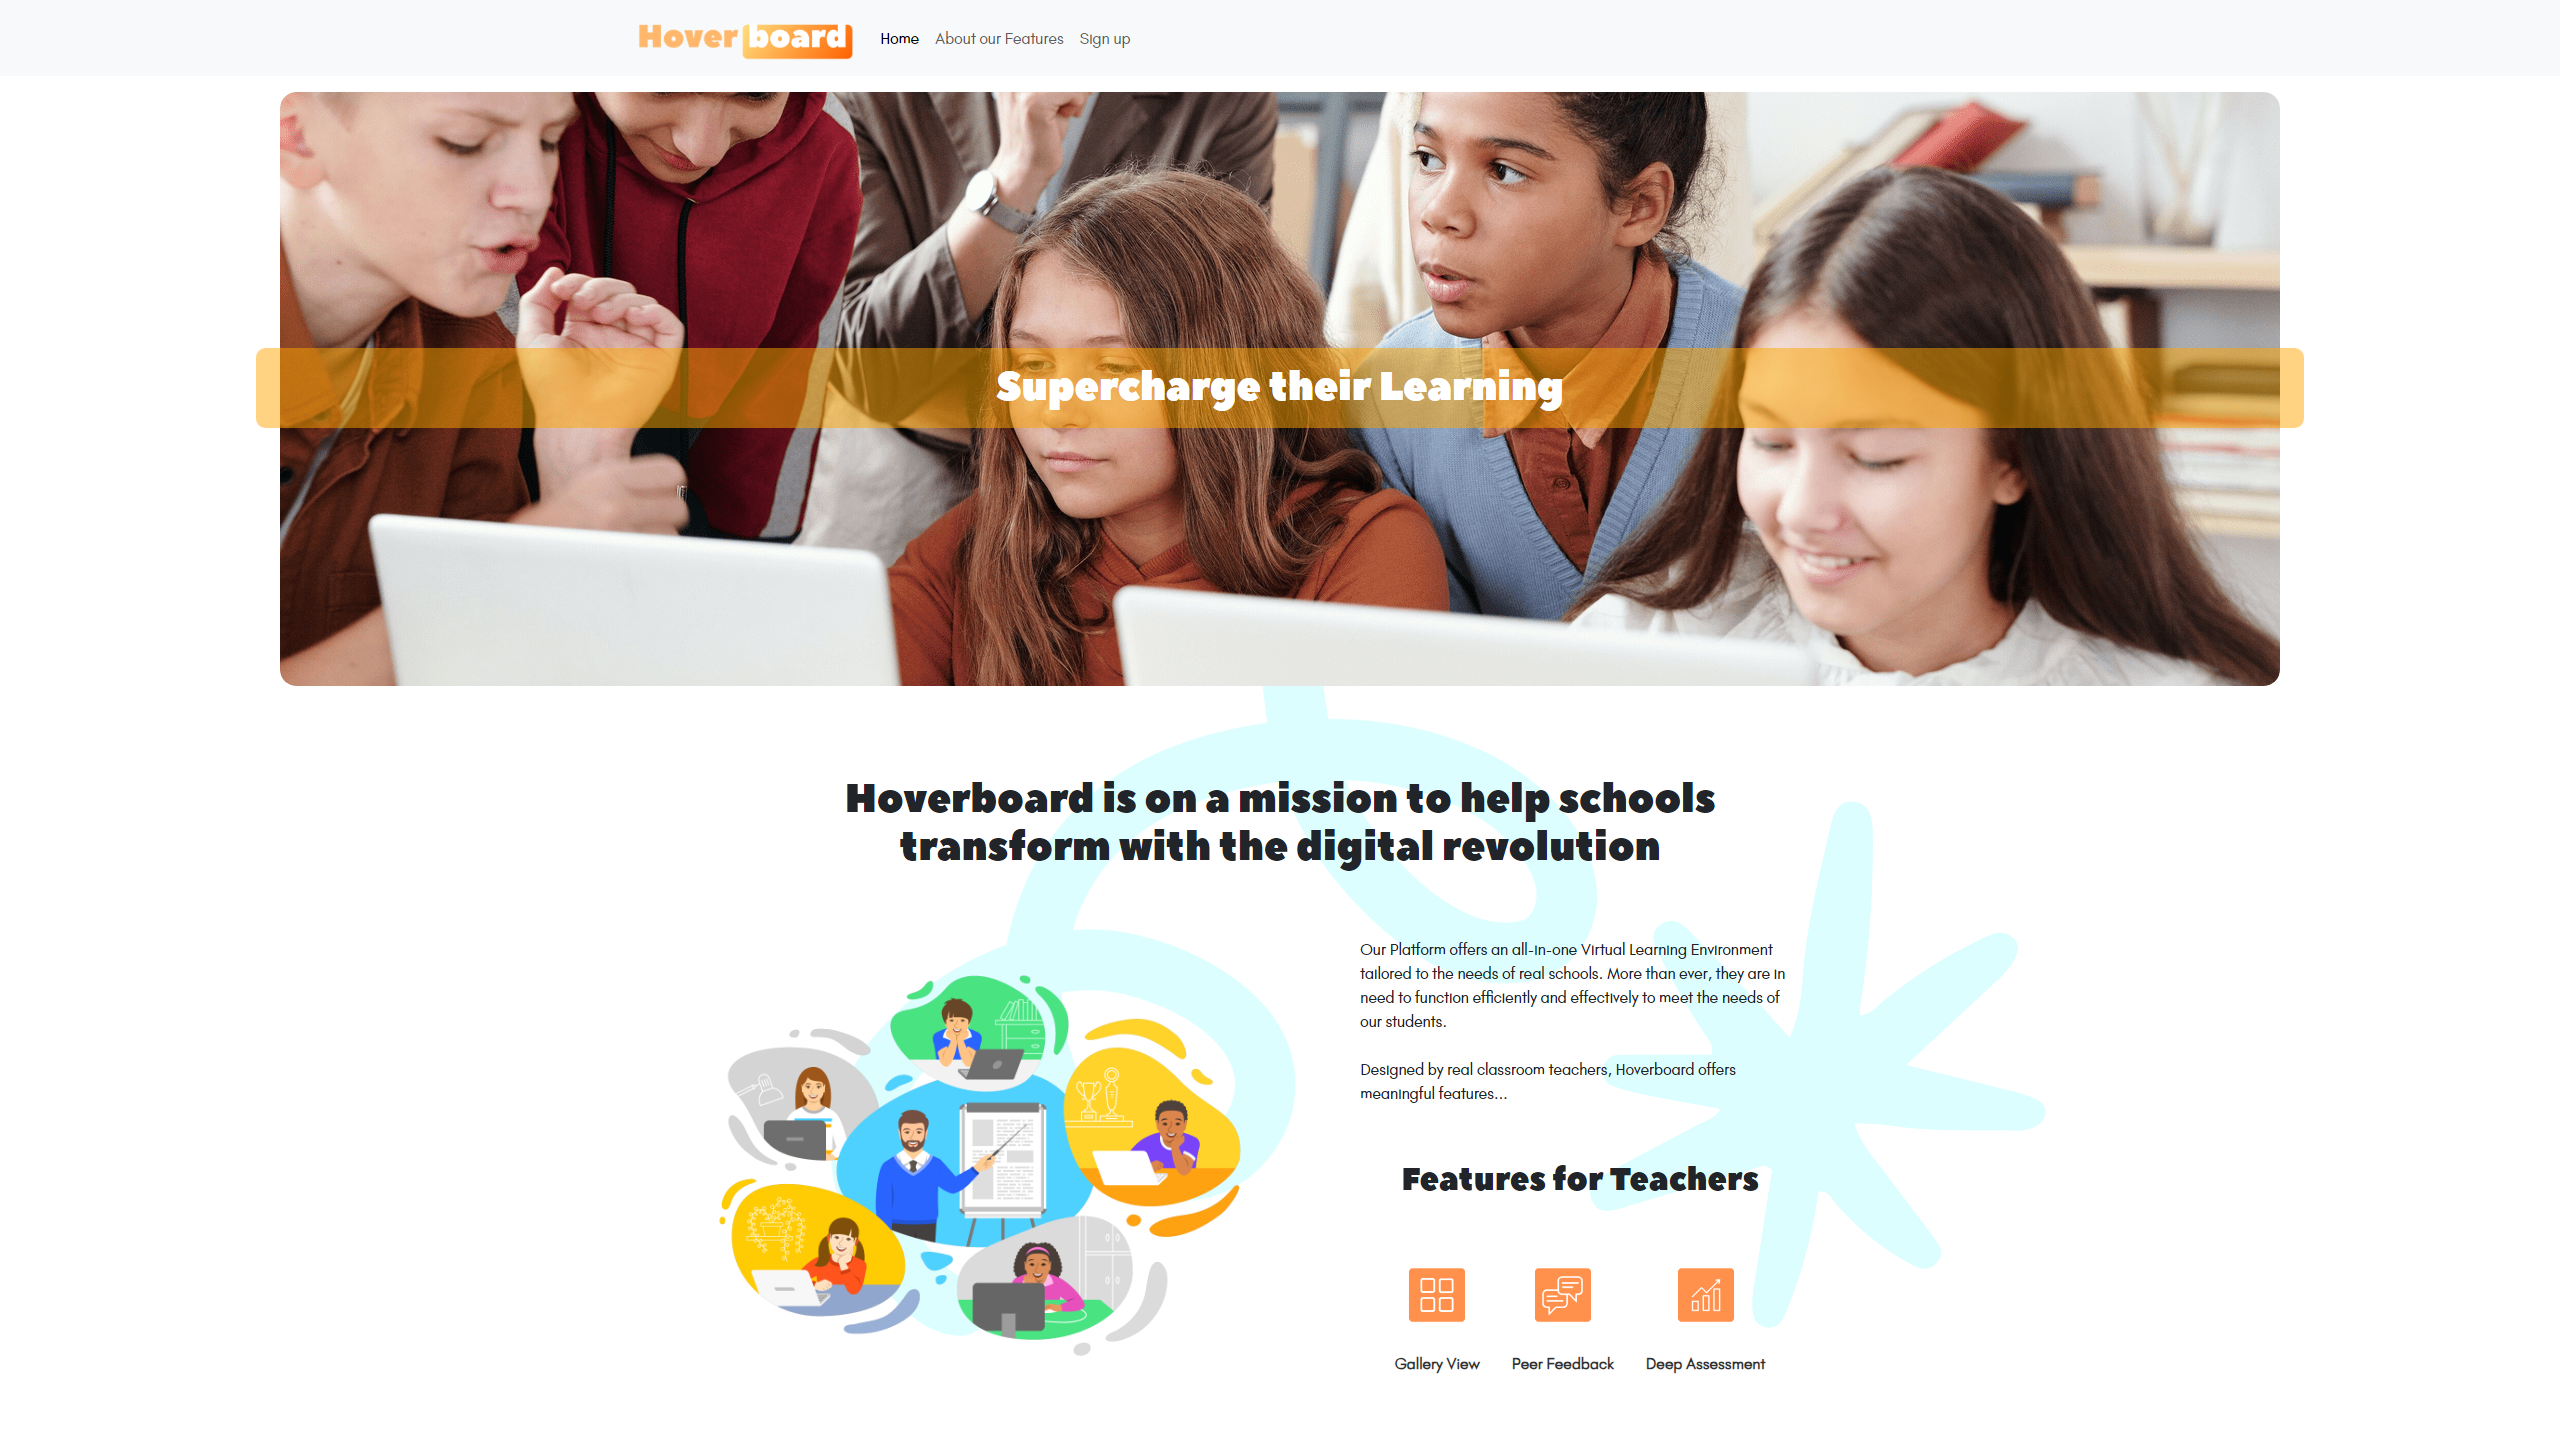 Hoverboard
Home About our Features Sign up
Supercharge their Learning
Hoverboard is on a mission to help schools
transform with the digital revolution
Our Platform offers an all-in-one Virtual Learning Environment
tailored to the needs of real schools. More than ever, they are in
need to function efficiently and effectively to meet the needs of
our students.
Designed by real classroom teachers, Hoverboard offers
meaningful features...
Features for Teachers
Gallery View Peer Feedback Deep Assessment